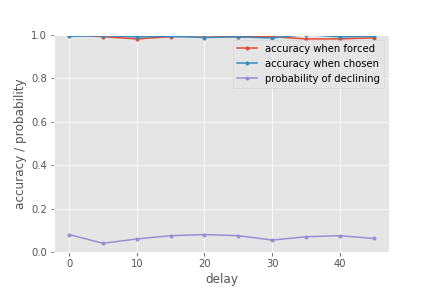 1.0
0.8
0.6
0.4
0.2
0.0
accuracy / probability
accuracy when forced
accuracy when chosen
probability of declining
0
10
20
30
40
delay